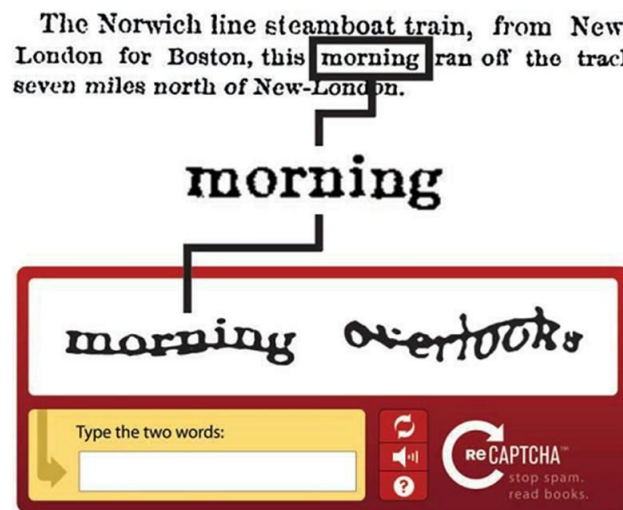 The Norwich line steamboat train, from New-
London for Boston, this morning ran off the track
seven miles north of New-London.
morning
morning overlooks
Type the two words:
reCAPTCHA™
stop spam.
read books.